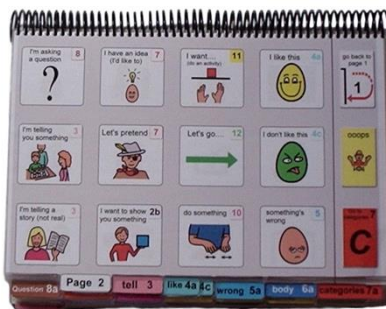 I'm asking
a question
8
I have an idea
(I'd like to)
7
I want....
(do an activity)
11
I like this
4a
go back to
page 1
1
I'm telling
you something
3
Let's pretend
7
Let's go....
12
I don't like this
4c
ooops
I'm telling a
story (not real)
3
I want to show
you something
2b
do something
10
something's
wrong
5
categories
C
Question 8a
Page 2
tell 3
like 4a 4c
wrong 5a
body 6a
categories 7a